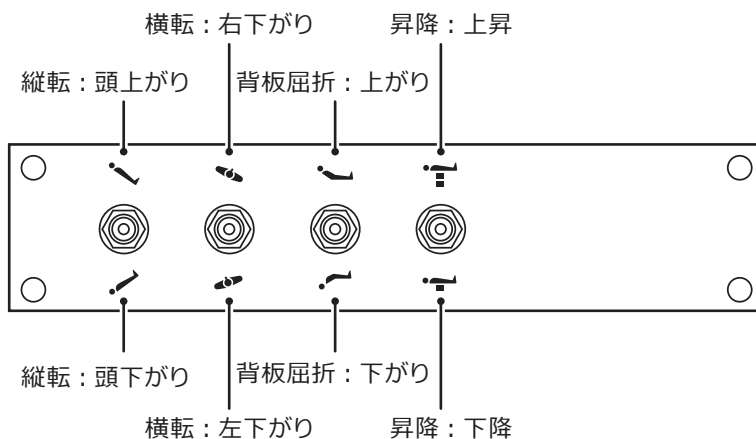 横転：右下がり
昇降：上昇
縦転：頭上がり
背板屈折：上がり
縦転：頭下がり
背板屈折：下がり
横転：左下がり
昇降：下降